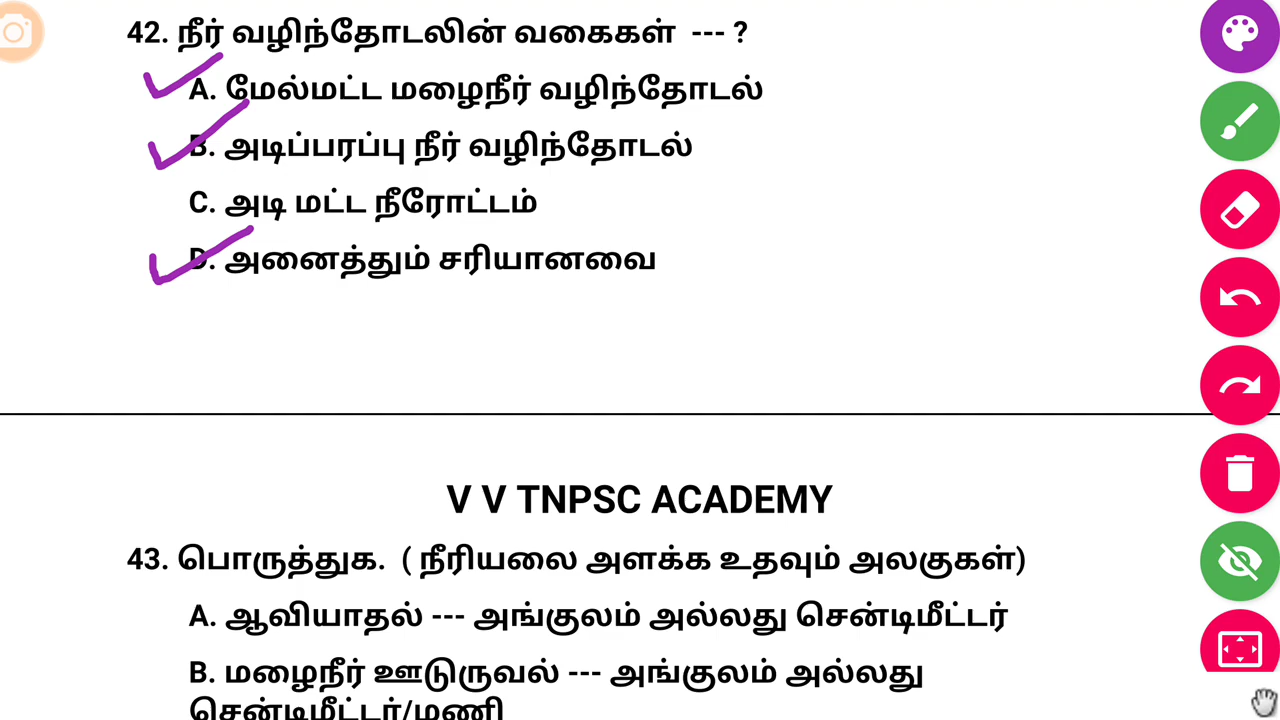 42. நீர் வழிந்தோடலின் வகைகள் --- ?
A. மேல்மட்ட மழைநீர் வழிந்தோடல்
B. அடிப்பரப்பு நீர் வழிந்தோடல்
C. அடி மட்ட நீரோட்டம்
D. அனைத்தும் சரியானவை
V V TNPSC ACADEMY
43. பொருத்துக. ( நீரியலை அளக்க உதவும் அலகுகள்)
A. ஆவியாதல் --- அங்குலம் அல்லது சென்டிமீட்டர்
B. மழைநீர் ஊடுருவல் --- அங்குலம் அல்லது
சென்டிமீட்டர்/மணி